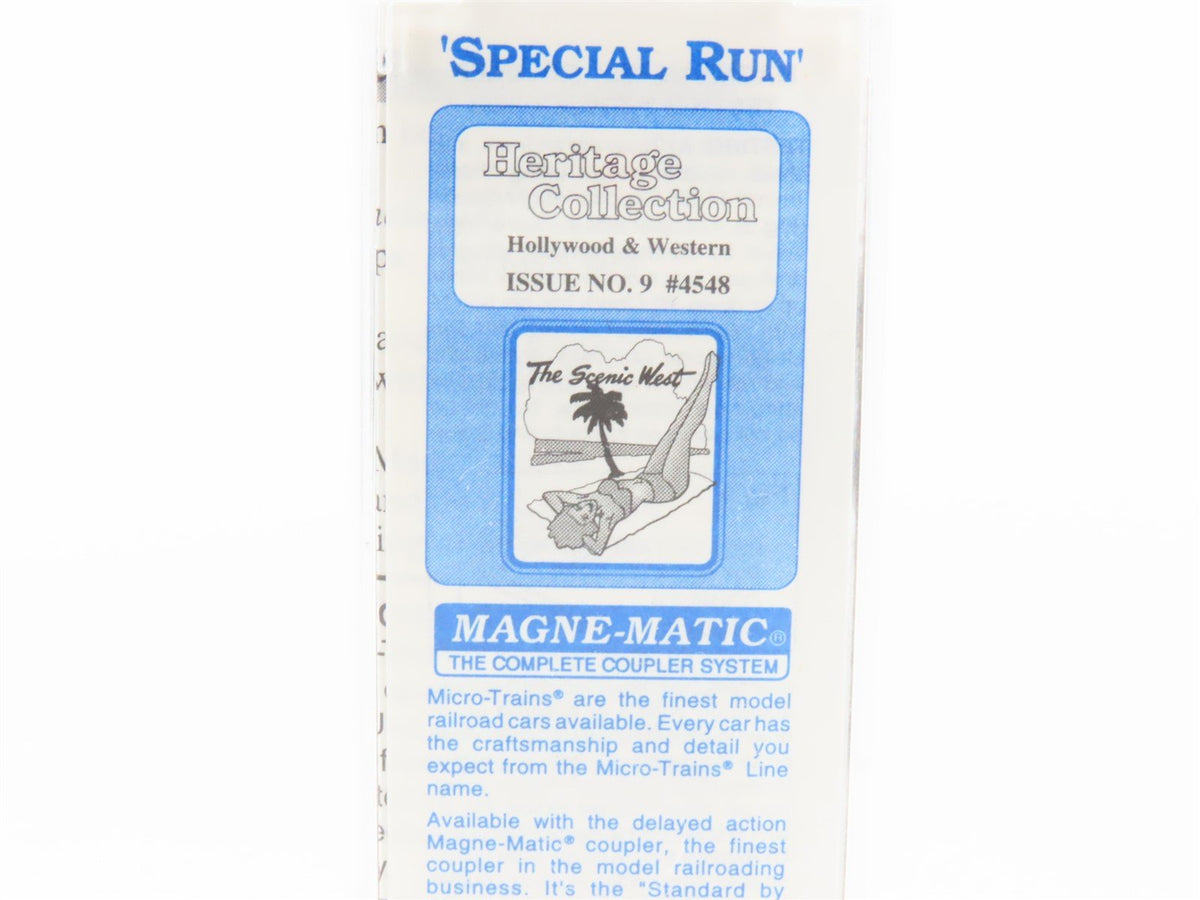 'SPECIAL RUN'
Heritage
Collection
Hollywood & Western
ISSUE NO. 9 #4548
The Scenic West
MAGNE-MATIC®
THE COMPLETE COUPLER SYSTEM
Micro-Trains® are the finest model
railroad cars available. Every car has
the craftsmanship and detail you
expect from the Micro-Trains® Line
name.
Available with the delayed action
Magne-Matic® coupler, the finest
coupler in the model railroading
business. It's the "Standard by